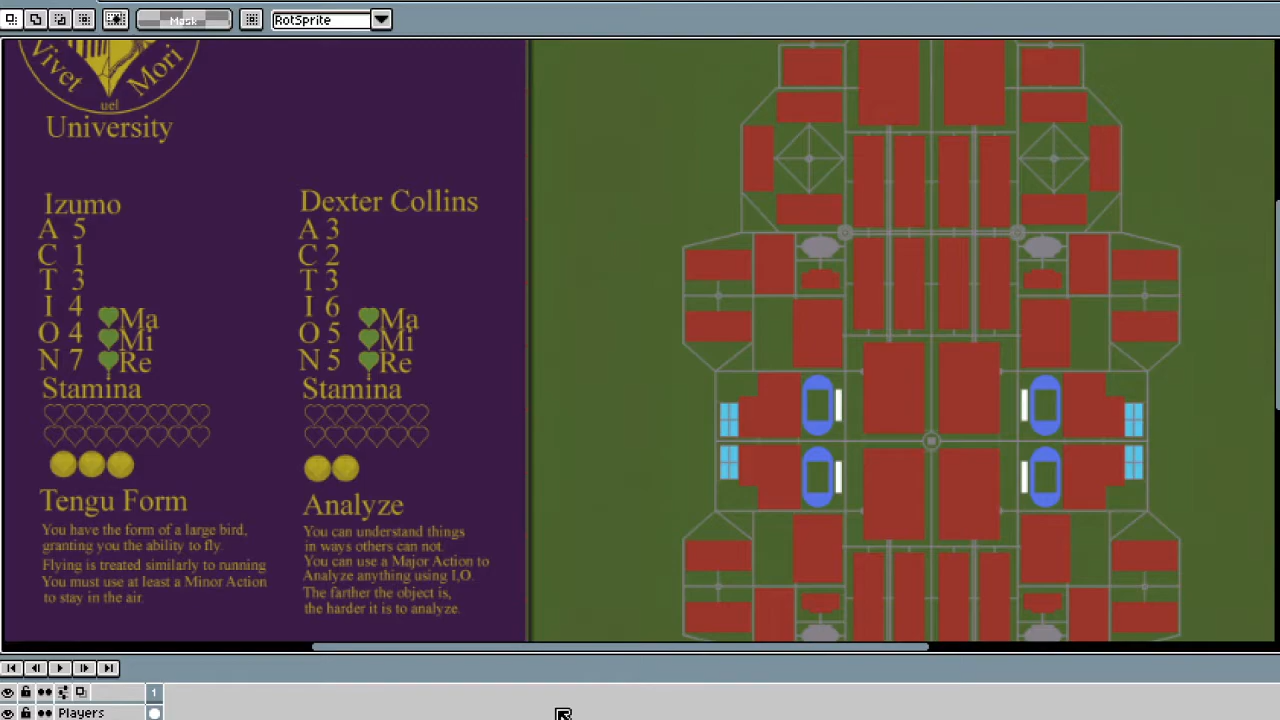 Mask
RotSprite
Vivet
uel
Mori
University
Izumo
A 5
C 1
T 3
I 4
O 4
N 7
Ma
Mi
Re
Stamina
Tengu Form
You have the form of a large bird,
granting you the ability to fly.
Flying is treated similarly to running
You must use at least a Minor Action
to stay in the air.
Dexter Collins
A 3
C 2
T 3
I 6
O 5
N 5
Ma
Mi
Re
Stamina
Analyze
You can understand things
in ways others can not.
You can use a Major Action to
Analyze anything using I,O.
The farther the object is,
the harder it is to analyze.
1
Players